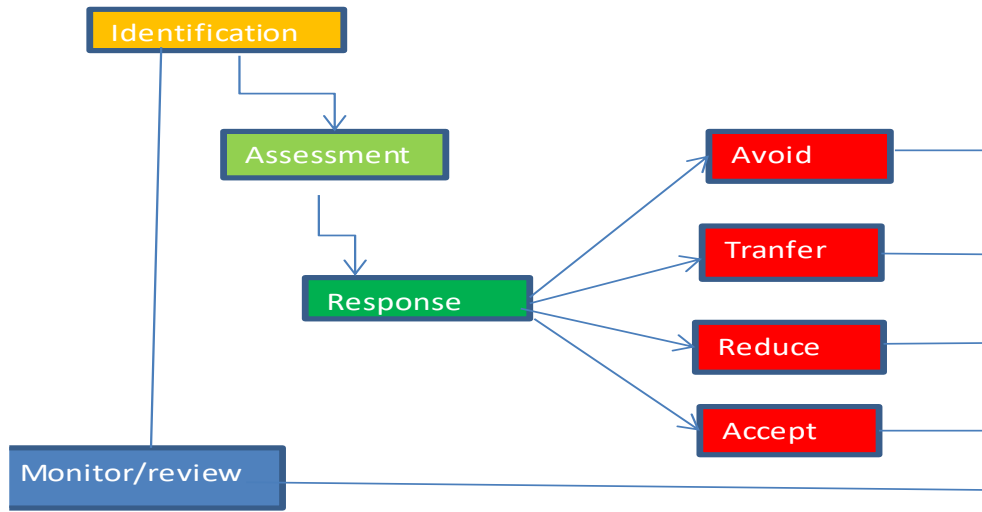 Identification
Assessment
Avoid
Tranfer
Response
Reduce
Accept
Monitor/review